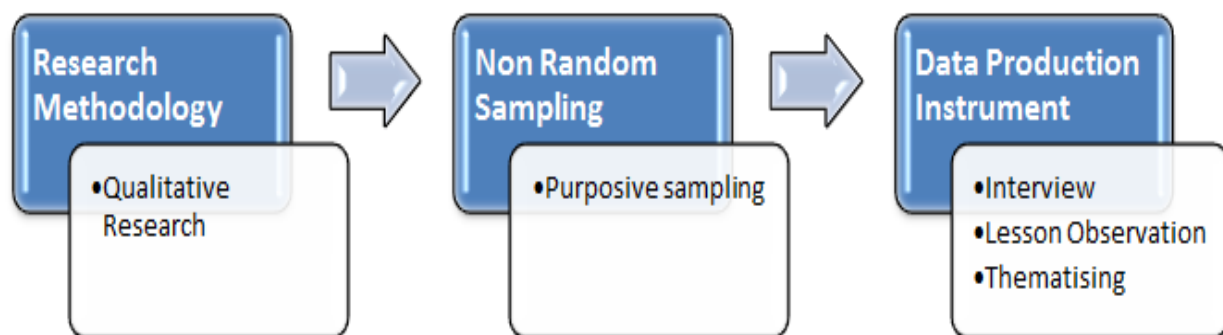 Research
Methodology
•Qualitative
Research
Non Random
Sampling
•Purposive sampling
Data Production
Instrument
•Interview
•Lesson Observation
•Thematising